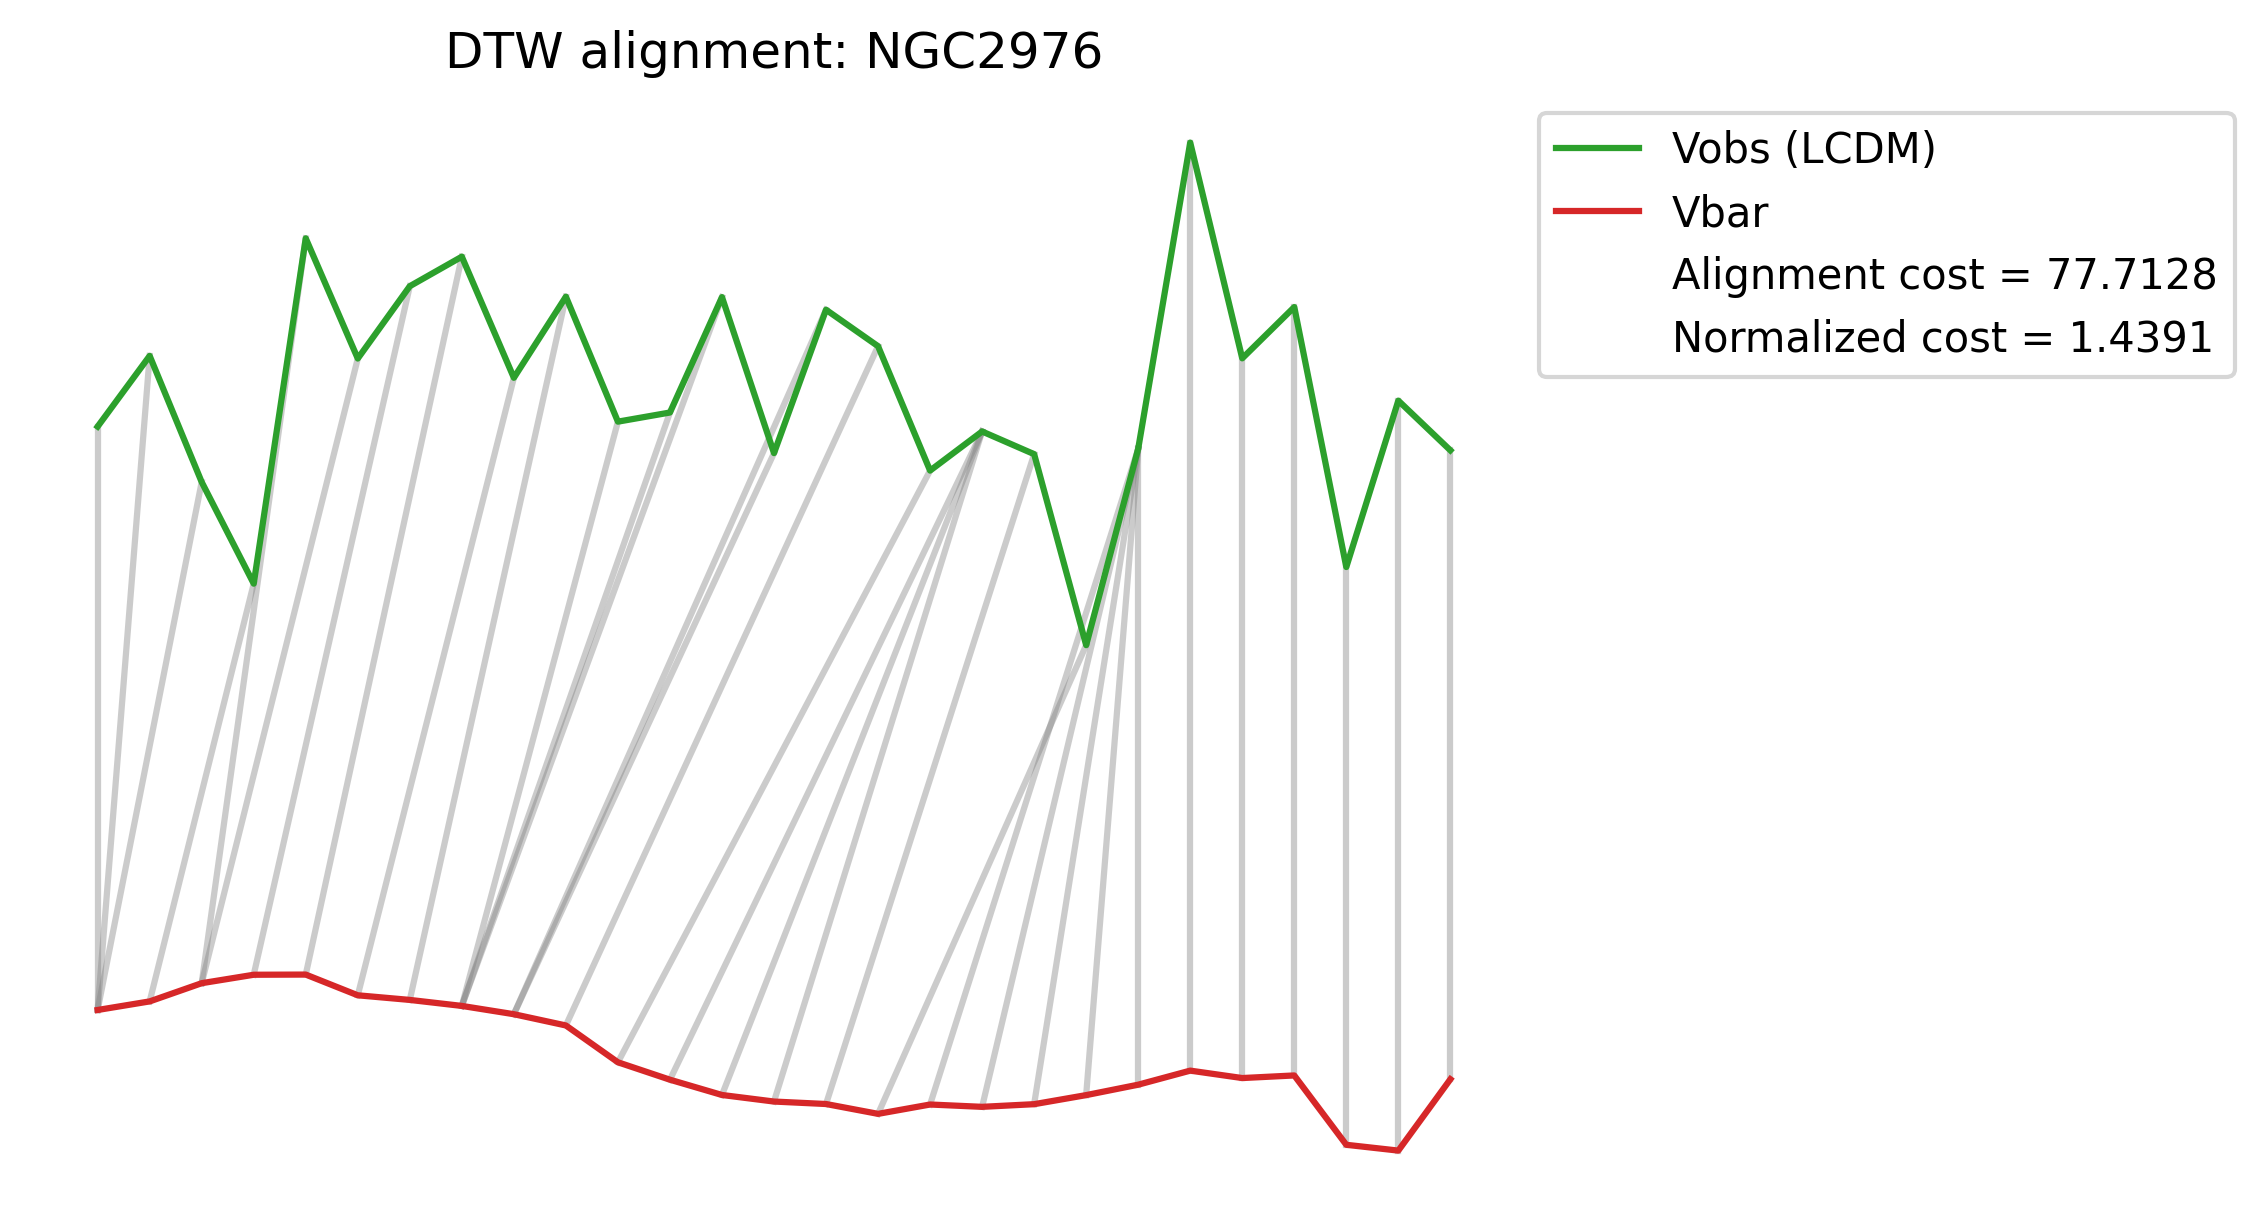 DTW alignment: NGC2976
Vobs (LCDM)
Vbar
Alignment cost = 77.7128
Normalized cost = 1.4391